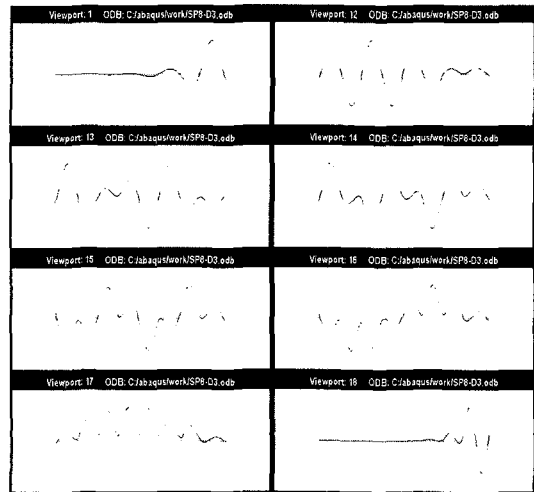 Viewport: 1 ODB: C:/abaqus/work/SP8-D3.odb
Viewport: 12 ODB: C:/abaqus/work/SP8-D3.odb
Viewport: 13 ODB: C:/abaqus/work/SP8-D3.odb
Viewport: 14 ODB: C:/abaqus/work/SP8-D3.odb
Viewport: 15 ODB: C:/abaqus/work/SP8-D3.odb
Viewport: 16 ODB: C:/abaqus/work/SP8-D3.odb
Viewport: 17 ODB: C:/abaqus/work/SP8-D3.odb
Viewport: 18 ODB: C:/abaqus/work/SP8-D3.odb